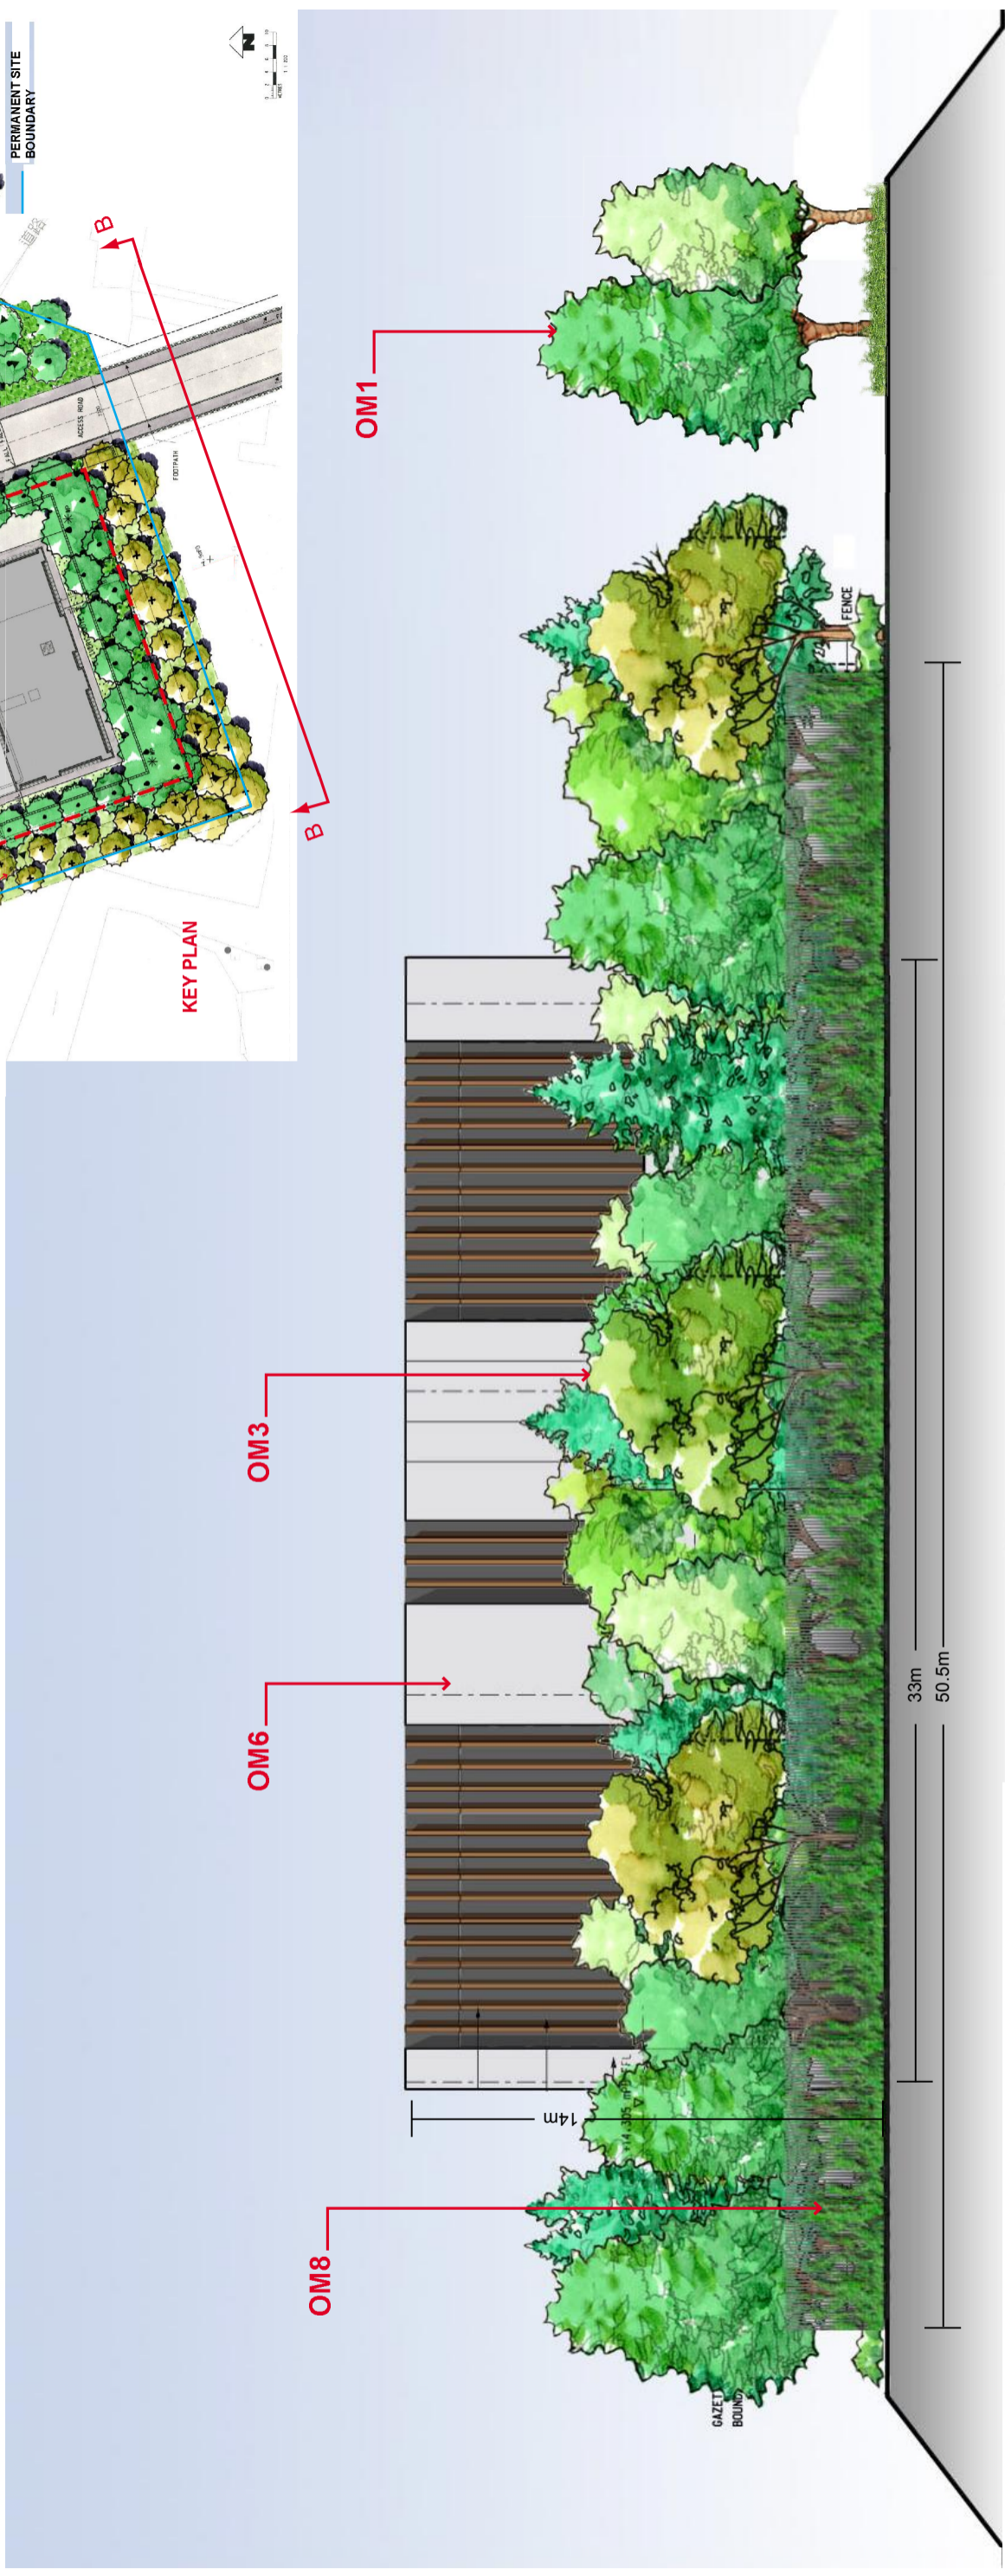 PERMANENT SITE
BOUNDARY
N
B
ACCESS ROAD
FOOTPATH
B
KEY PLAN
OM8
OM6
OM3
OM1
14m
GAZET
BOUND
FENCE
33m
50.5m